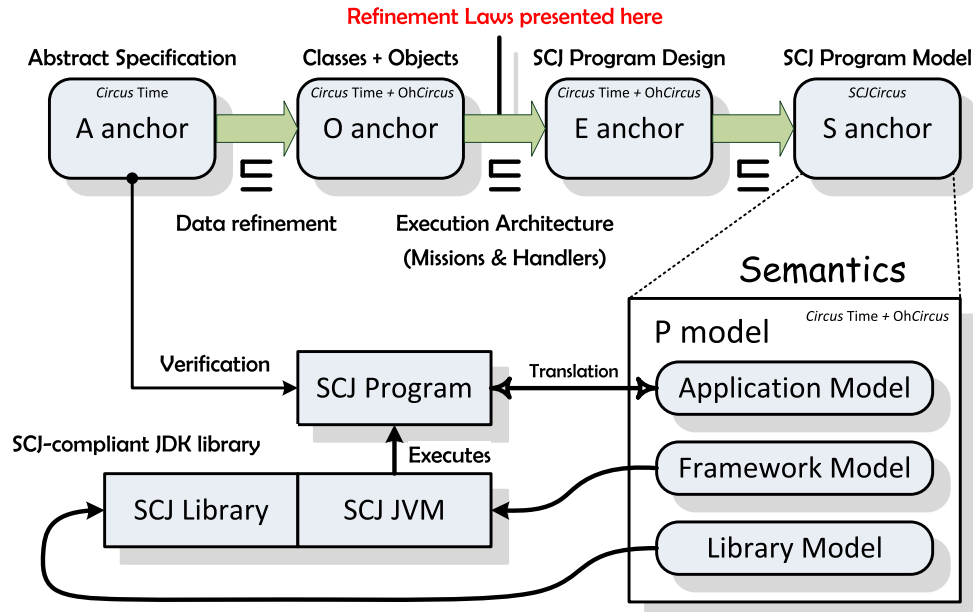 Refinement Laws presented here
Abstract Specification
Classes + Objects
SCJ Program Design
SCJ Program Model
Circus Time
A anchor
Circus Time + OhCircus
O anchor
Circus Time + OhCircus
E anchor
SCJCircus
S anchor
⊑
⊑
⊑
Data refinement
Execution Architecture
(Missions & Handlers)
Semantics
Circus Time + OhCircus
P model
Verification
SCJ Program
Translation
Application Model
SCJ-compliant JDK library
Executes
Framework Model
SCJ Library
SCJ JVM
Library Model